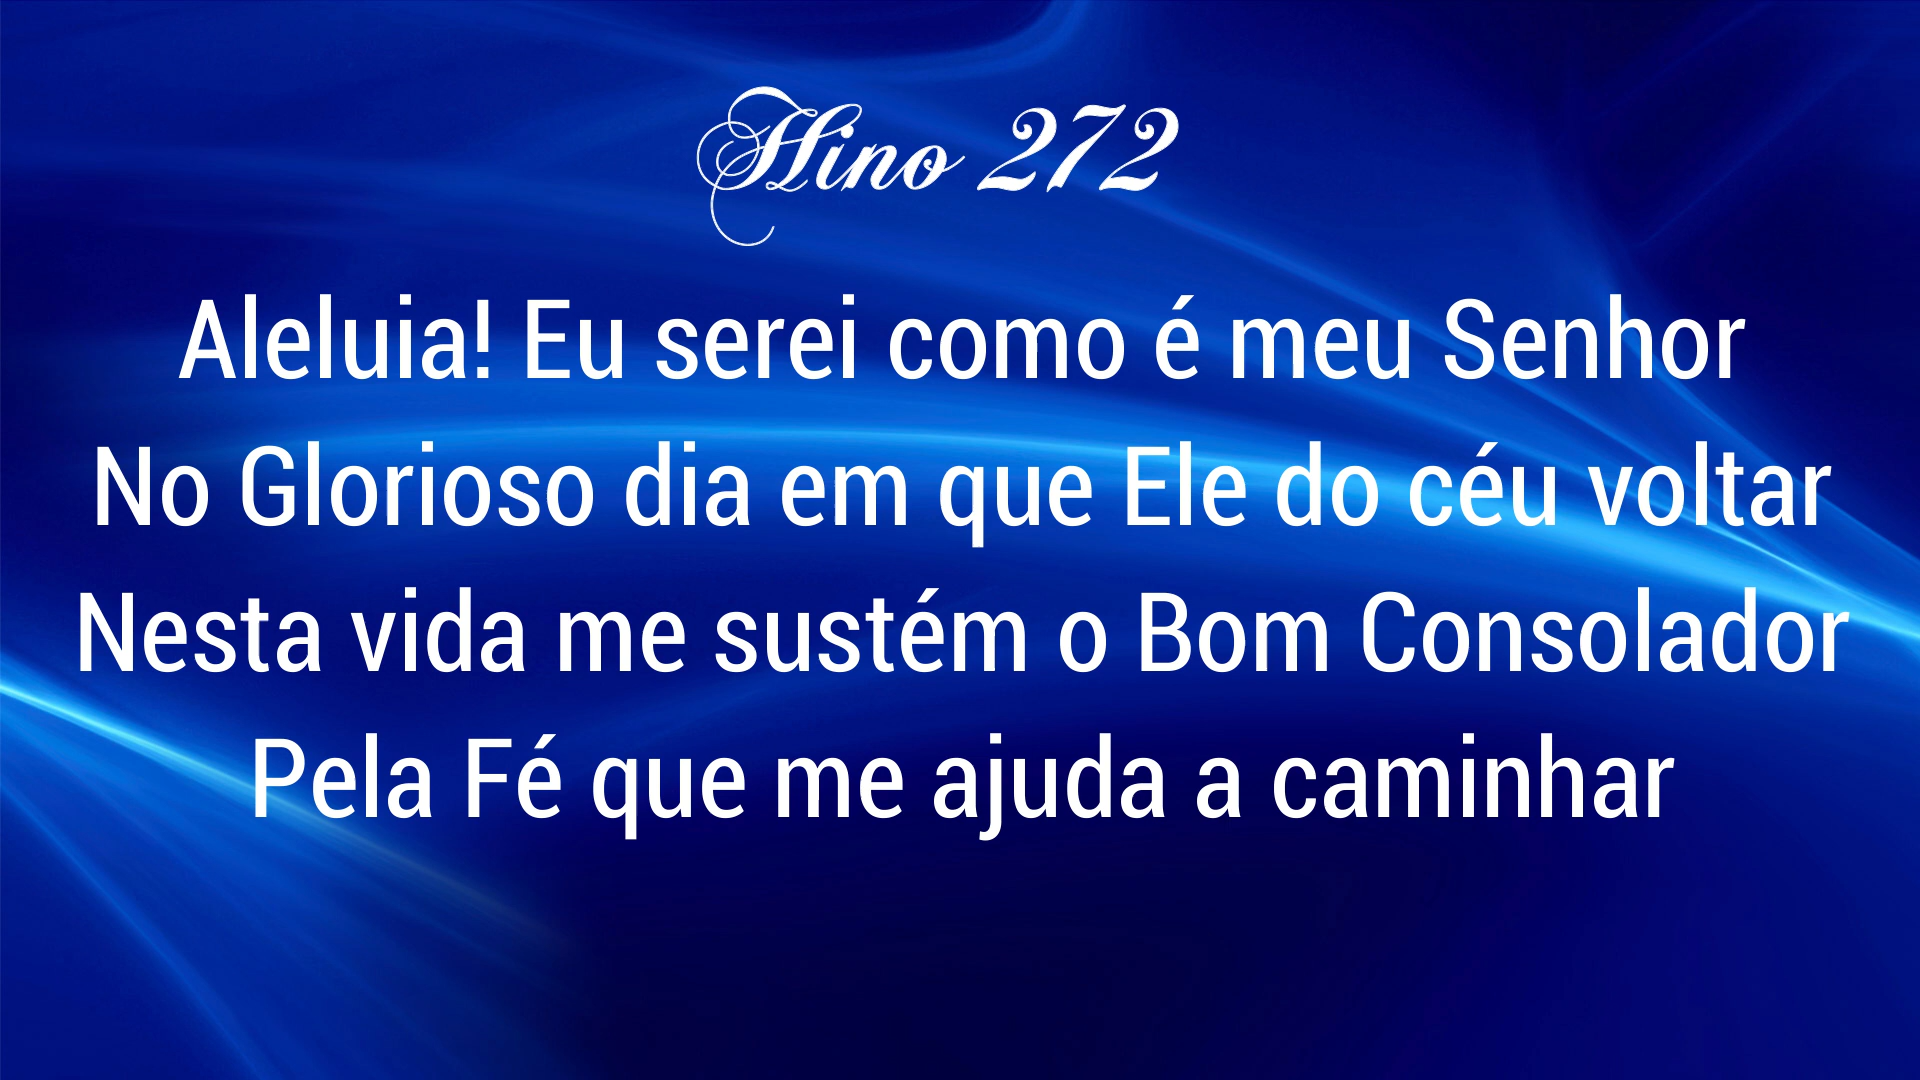 Hino 272
Aleluia! Eu serei como é meu Senhor
No Glorioso dia em que Ele do céu voltar
Nesta vida me sustém o Bom Consolador
Pela Fé que me ajuda a caminhar